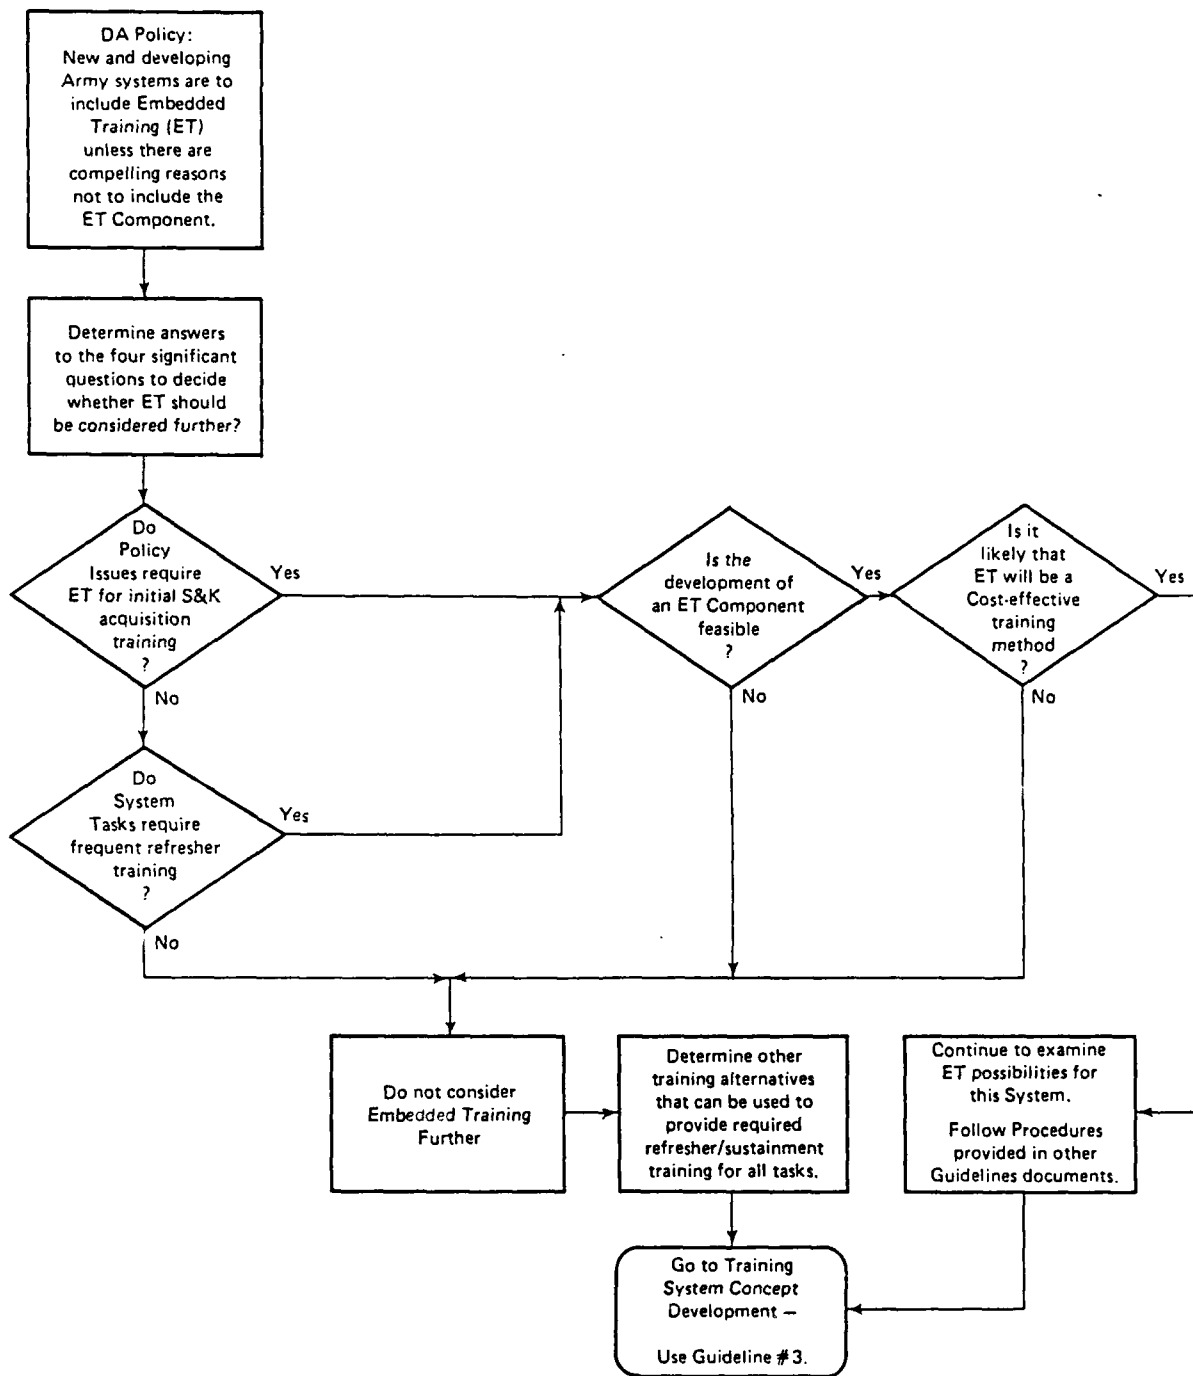 DA Policy:
New and developing
Army systems are to
include Embedded
Training (ET)
unless there are
compelling reasons
not to include the
ET Component.
Determine answers
to the four significant
questions to decide
whether ET should
be considered further?
Do
Policy
Issues require
ET for initial S&K
acquisition
training
?
Yes
No
Is the
development of
an ET Component
feasible
?
Yes
No
Is it
likely that
ET will be a
Cost-effective
training
method
?
Yes
No
Do
System
Tasks require
frequent refresher
training
?
Yes
No
Do not consider
Embedded Training
Further
Determine other
training alternatives
that can be used to
provide required
refresher/sustainment
training for all tasks.
Continue to examine
ET possibilities for
this System.
Follow Procedures
provided in other
Guidelines documents.
Go to Training
System Concept
Development —
Use Guideline #3.